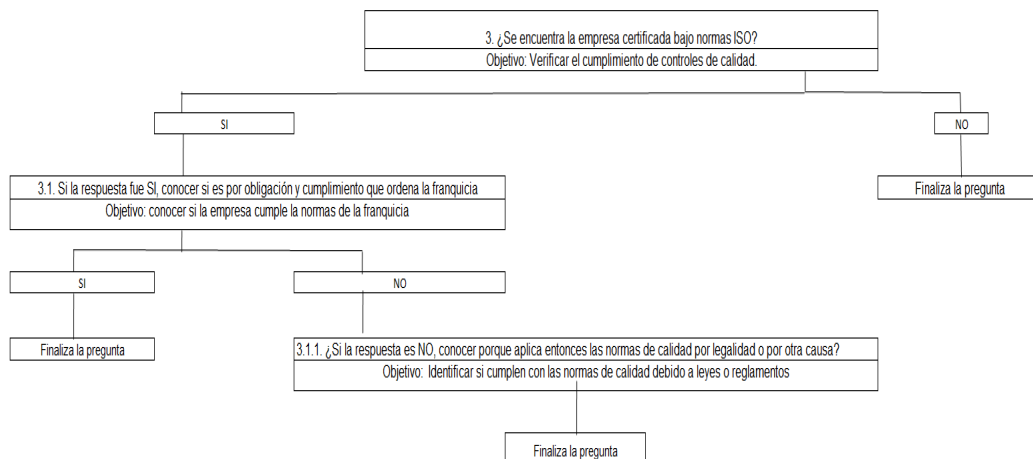 3. ¿Se encuentra la empresa certificada bajo normas ISO?
Objetivo: Verificar el cumplimiento de controles de calidad.
SI
NO
3.1. Si la respuesta fue SI, conocer si es por obligación y cumplimiento que ordena la franquicia
Objetivo: conocer si la empresa cumple la normas de la franquicia
Finaliza la pregunta
SI
NO
Finaliza la pregunta
3.1.1. ¿Si la respuesta es NO, conocer porque aplica entonces las normas de calidad por legalidad o por otra causa?
Objetivo: Identificar si cumplen con las normas de calidad debido a leyes o reglamentos
Finaliza la pregunta